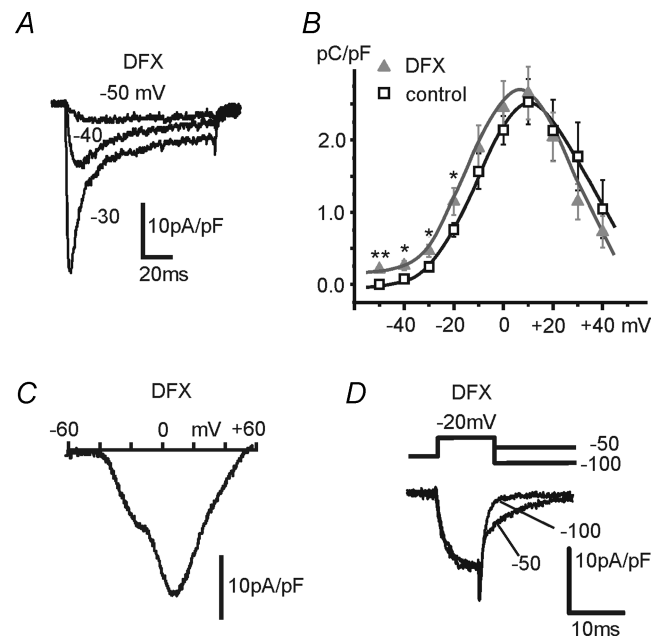 A
DFX
-50 mV
-40
-30
10pA/pF
20ms
B
pC/pF
DFX
control
2.0
1.0
0.0
** * * *
-40 -20 0 +20 +40 mV
C
DFX
-60 0 mV +60
10pA/pF
D
DFX
-20mV
-50
-100
-100
-50
10pA/pF
10ms